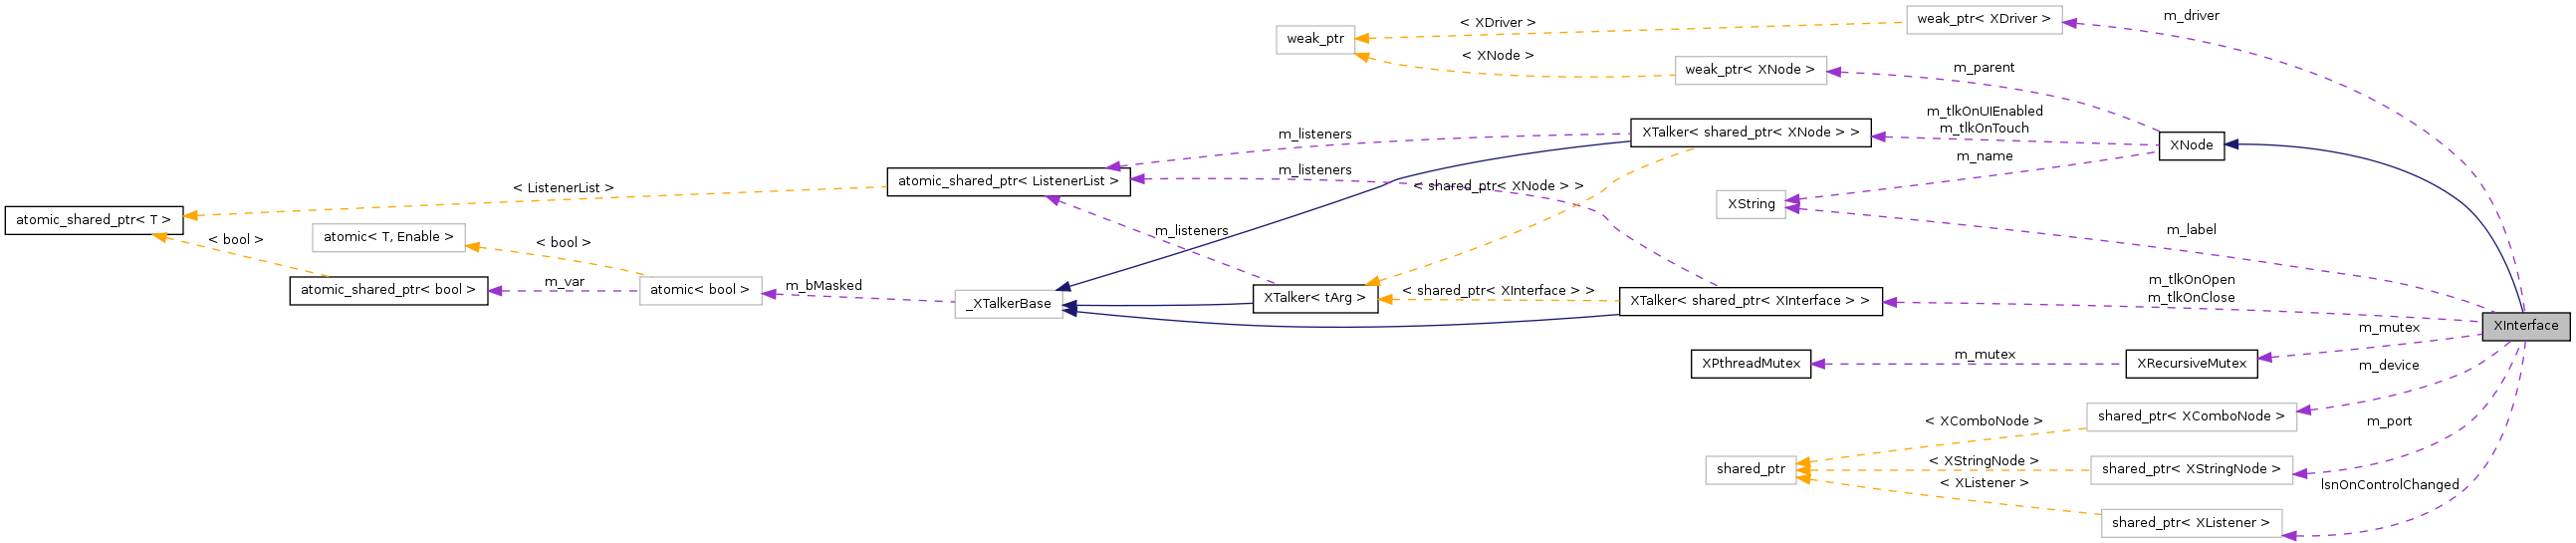 m_driver
< XDriver >
weak_ptr< XDriver >
weak_ptr
< XNode >
weak_ptr< XNode >
m_parent
m_tlkOnUIEnabled
m_tlkOnTouch
XTalker< shared_ptr< XNode > >
m_listeners
XNode
m_name
m_listeners
atomic_shared_ptr< ListenerList >
< ListenerList >
< shared_ptr< XNode > >
XString
atomic_shared_ptr< T >
m_label
m_listeners
atomic< T, Enable >
< bool >
< bool >
m_tlkOnOpen
m_tlkOnClose
atomic_shared_ptr< bool >
m_var
atomic< bool >
m_bMasked
_XTalkerBase
XTalker< tArg >
< shared_ptr< XInterface > >
XTalker< shared_ptr< XInterface > >
XInterface
m_mutex
XPthreadMutex
m_mutex
XRecursiveMutex
m_device
shared_ptr< XComboNode >
< XComboNode >
m_port
shared_ptr
< XStringNode >
shared_ptr< XStringNode >
< XListener >
lsnOnControlChanged
shared_ptr< XListener >